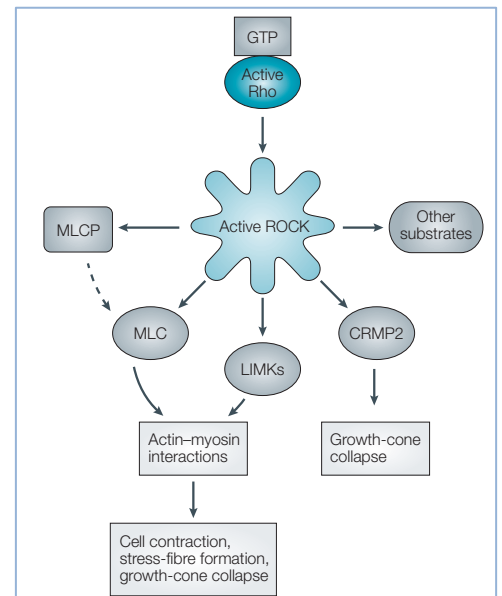 GTP
Active
Rho
Active ROCK
MLCP
Other
substrates
MLC
LIMKs
CRMP2
Actin–myosin
interactions
Growth-cone
collapse
Cell contraction,
stress-fibre formation,
growth-cone collapse